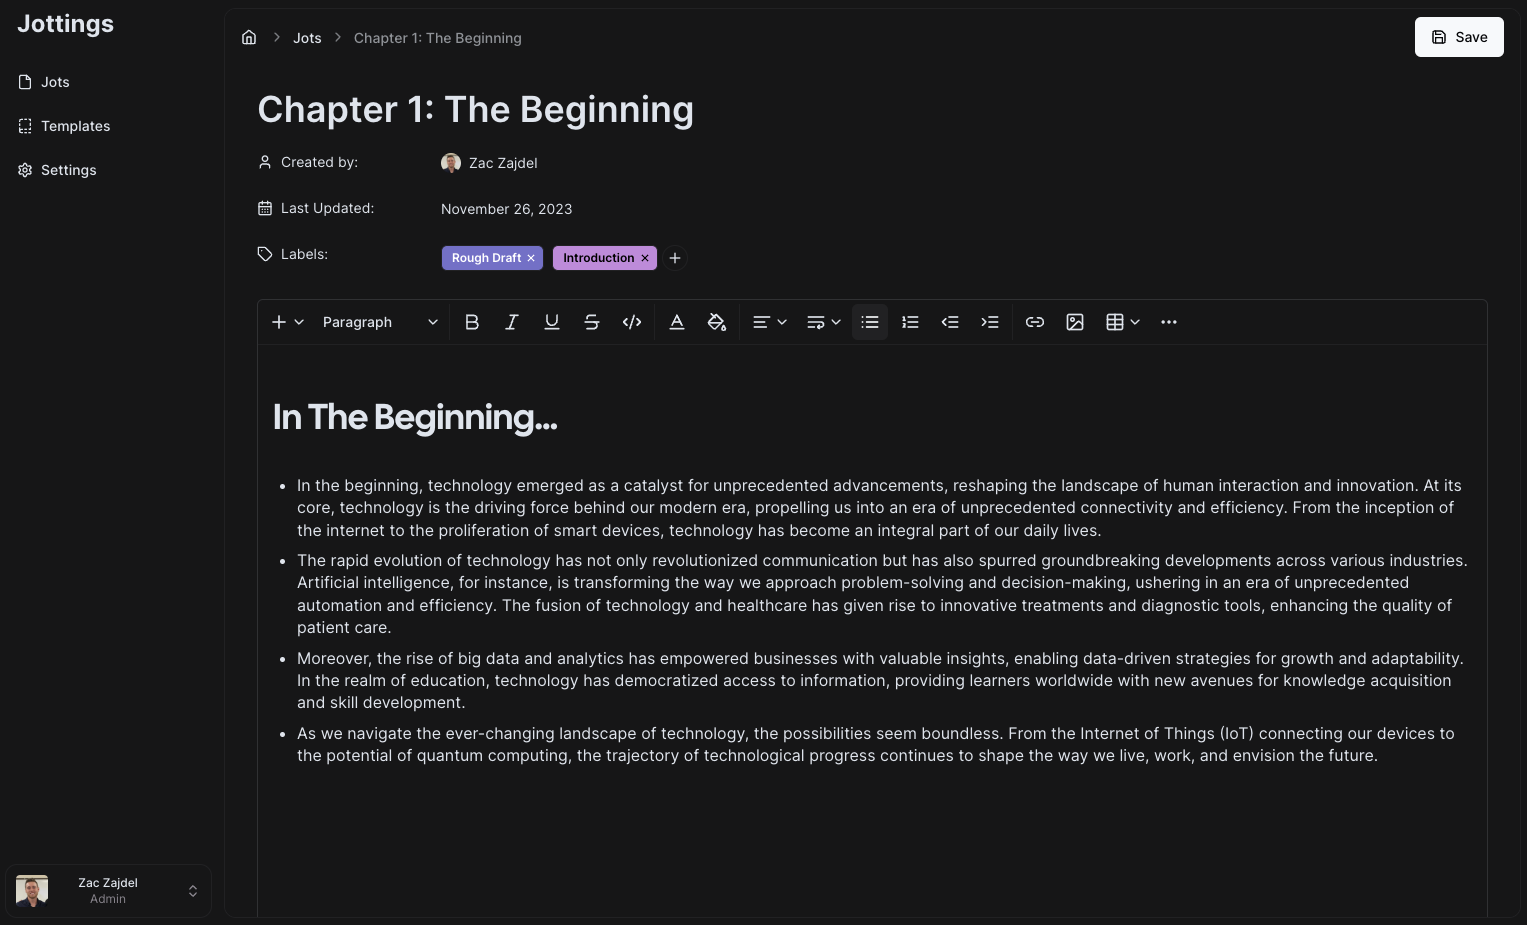 Jottings
Jots
Templates
Settings
Jots
Chapter 1: The Beginning
Save
Chapter 1: The Beginning
Created by:
Zac Zajdel
Last Updated:
November 26, 2023
Labels:
Rough Draft ×
Introduction ×
Paragraph
In The Beginning...
• In the beginning, technology emerged as a catalyst for unprecedented advancements, reshaping the landscape of human interaction and innovation. At its
core, technology is the driving force behind our modern era, propelling us into an era of unprecedented connectivity and efficiency. From the inception of
the internet to the proliferation of smart devices, technology has become an integral part of our daily lives.
• The rapid evolution of technology has not only revolutionized communication but has also spurred groundbreaking developments across various industries.
Artificial intelligence, for instance, is transforming the way we approach problem-solving and decision-making, ushering in an era of unprecedented
automation and efficiency. The fusion of technology and healthcare has given rise to innovative treatments and diagnostic tools, enhancing the quality of
patient care.
• Moreover, the rise of big data and analytics has empowered businesses with valuable insights, enabling data-driven strategies for growth and adaptability.
In the realm of education, technology has democratized access to information, providing learners worldwide with new avenues for knowledge acquisition
and skill development.
• As we navigate the ever-changing landscape of technology, the possibilities seem boundless. From the Internet of Things (IoT) connecting our devices to
the potential of quantum computing, the trajectory of technological progress continues to shape the way we live, work, and envision the future.
Zac Zajdel
Admin